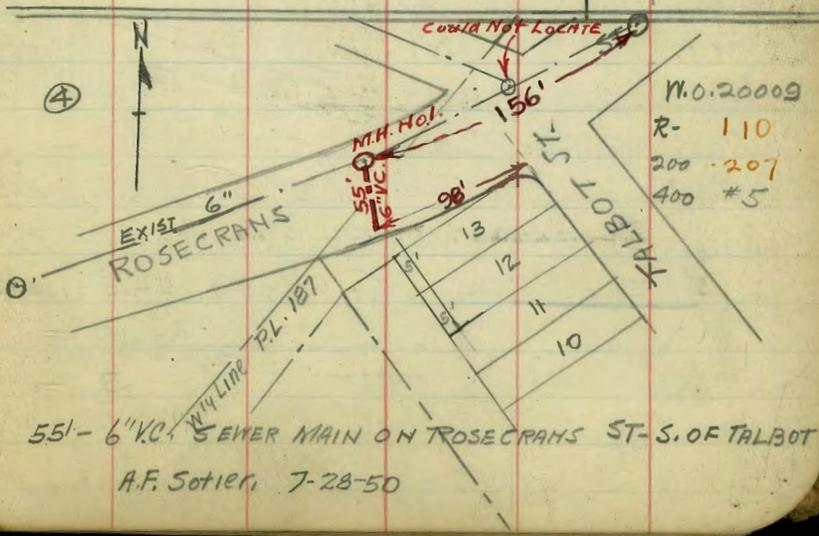 Could Not Locate
N
ST.
4
W.O. 20009
156'
R- 110
M.H. No1.
200 - 207
400 #5
55'
6" V.C.
98'
EXIST 6"
ROSECRANS
TALBOT ST.
13
12
11
10
5'
5'
W'ly Line P.L. 187
55' - 6" V.C. SEWER MAIN ON ROSECRANS ST- S. OF TALBOT
A.F. Sotier, 7-28-50